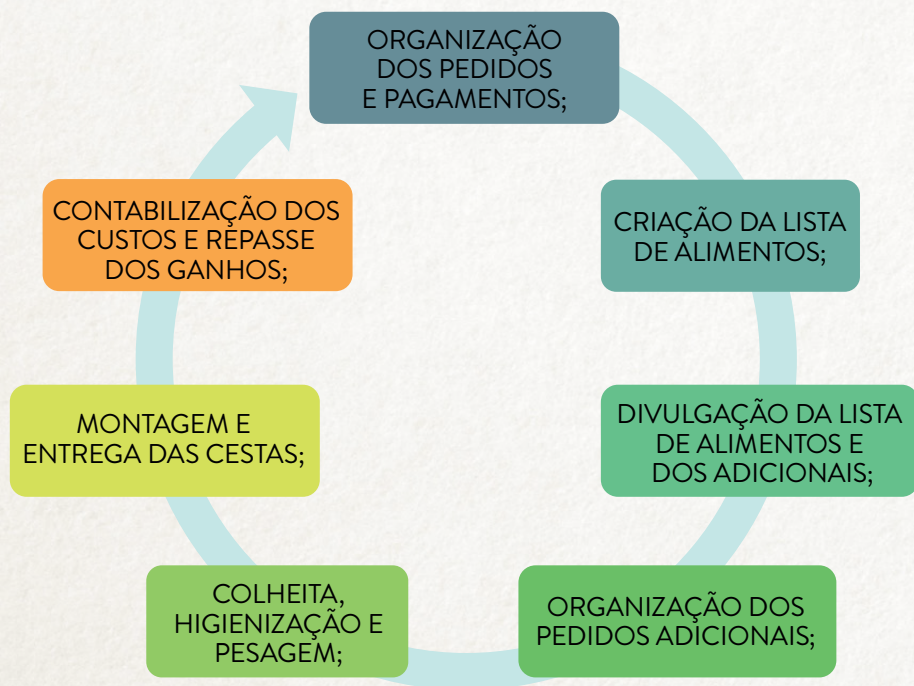 ORGANIZAÇÃO
DOS PEDIDOS
E PAGAMENTOS;
CRIAÇÃO DA LISTA
DE ALIMENTOS;
DIVULGAÇÃO DA LISTA
DE ALIMENTOS E
DOS ADICIONAIS;
ORGANIZAÇÃO DOS
PEDIDOS ADICIONAIS;
COLHEITA,
HIGIENIZAÇÃO E
PESAGEM;
MONTAGEM E
ENTREGA DAS CESTAS;
CONTABILIZAÇÃO DOS
CUSTOS E REPASSE
DOS GANHOS;